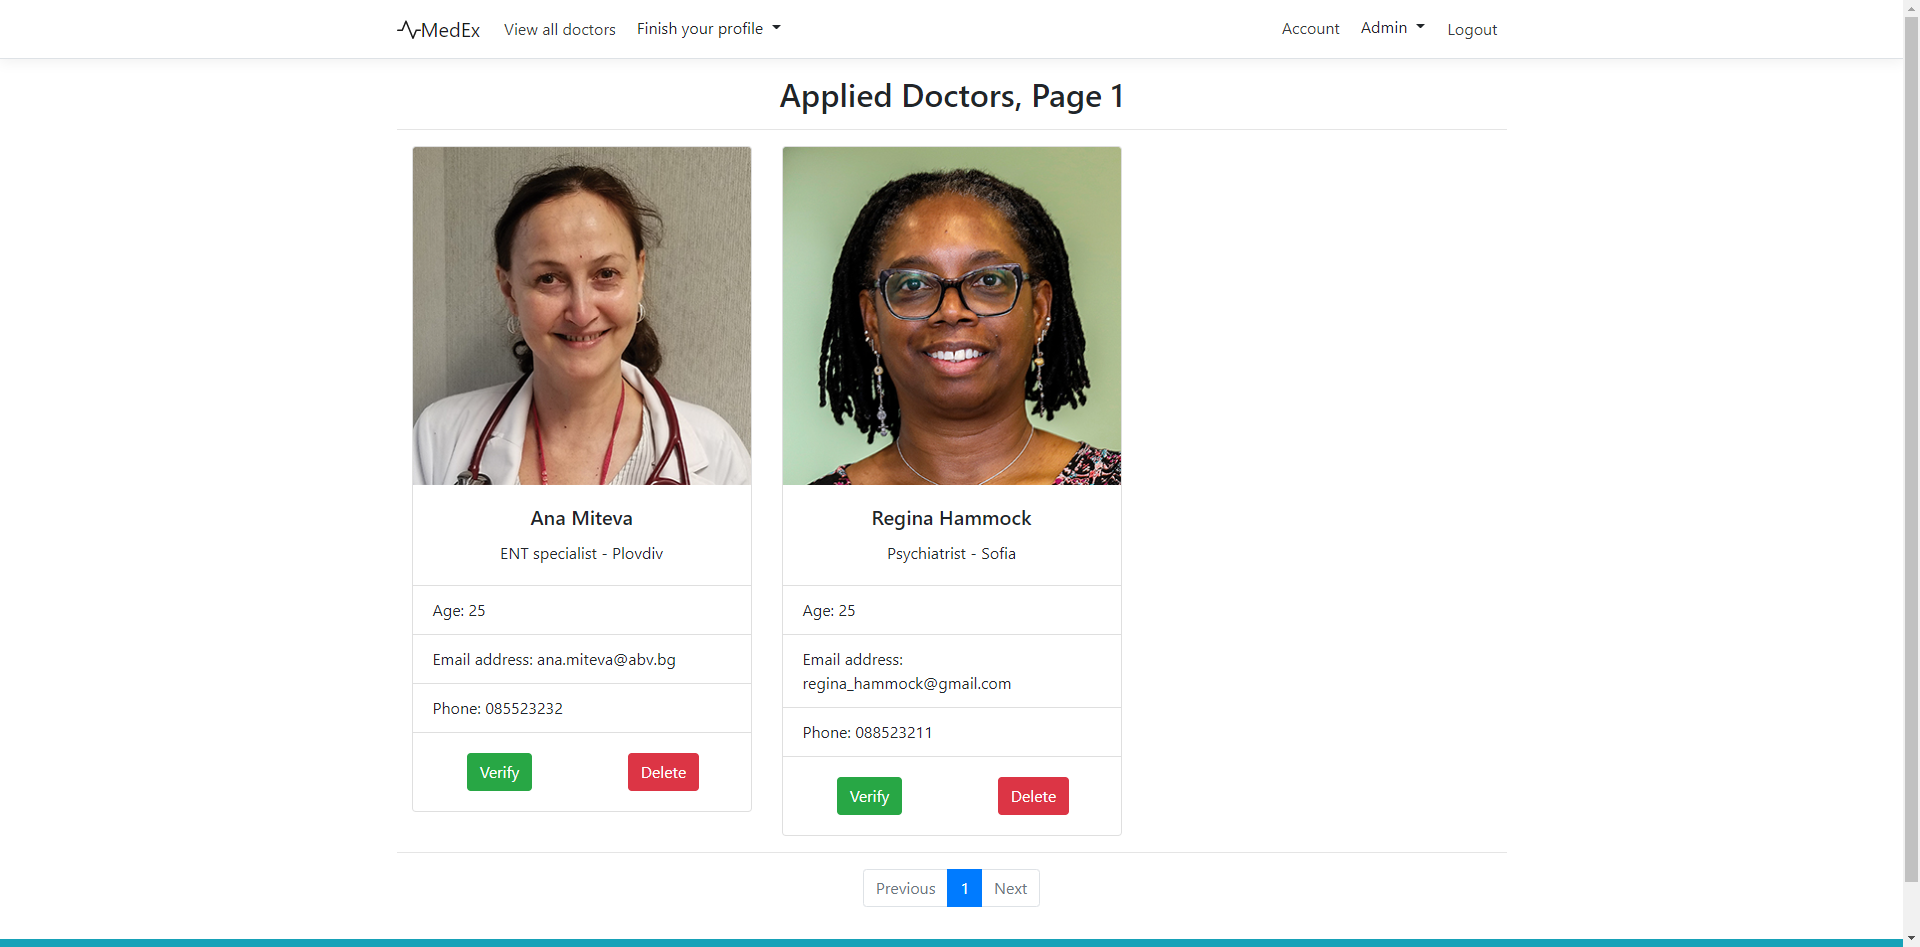 MedEx View all doctors Finish your profile Account Admin Logout
Applied Doctors, Page 1
Ana Miteva
ENT specialist - Plovdiv
Age: 25
Email address: ana.miteva@abv.bg
Phone: 085523232
Verify Delete
Regina Hammock
Psychiatrist - Sofia
Age: 25
Email address:
regina_hammock@gmail.com
Phone: 088523211
Verify Delete
Previous 1 Next